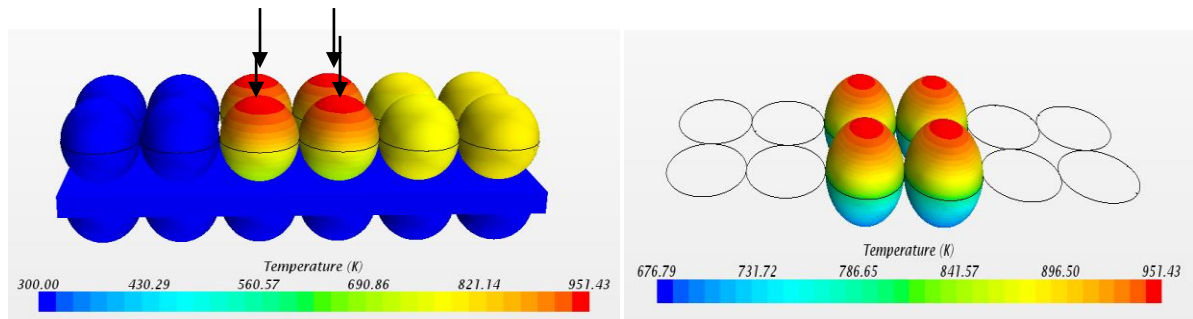 Temperature (K)
300.00 430.29 560.57 690.86 821.14 951.43
Temperature (K)
676.79 731.72 786.65 841.57 896.50 951.43